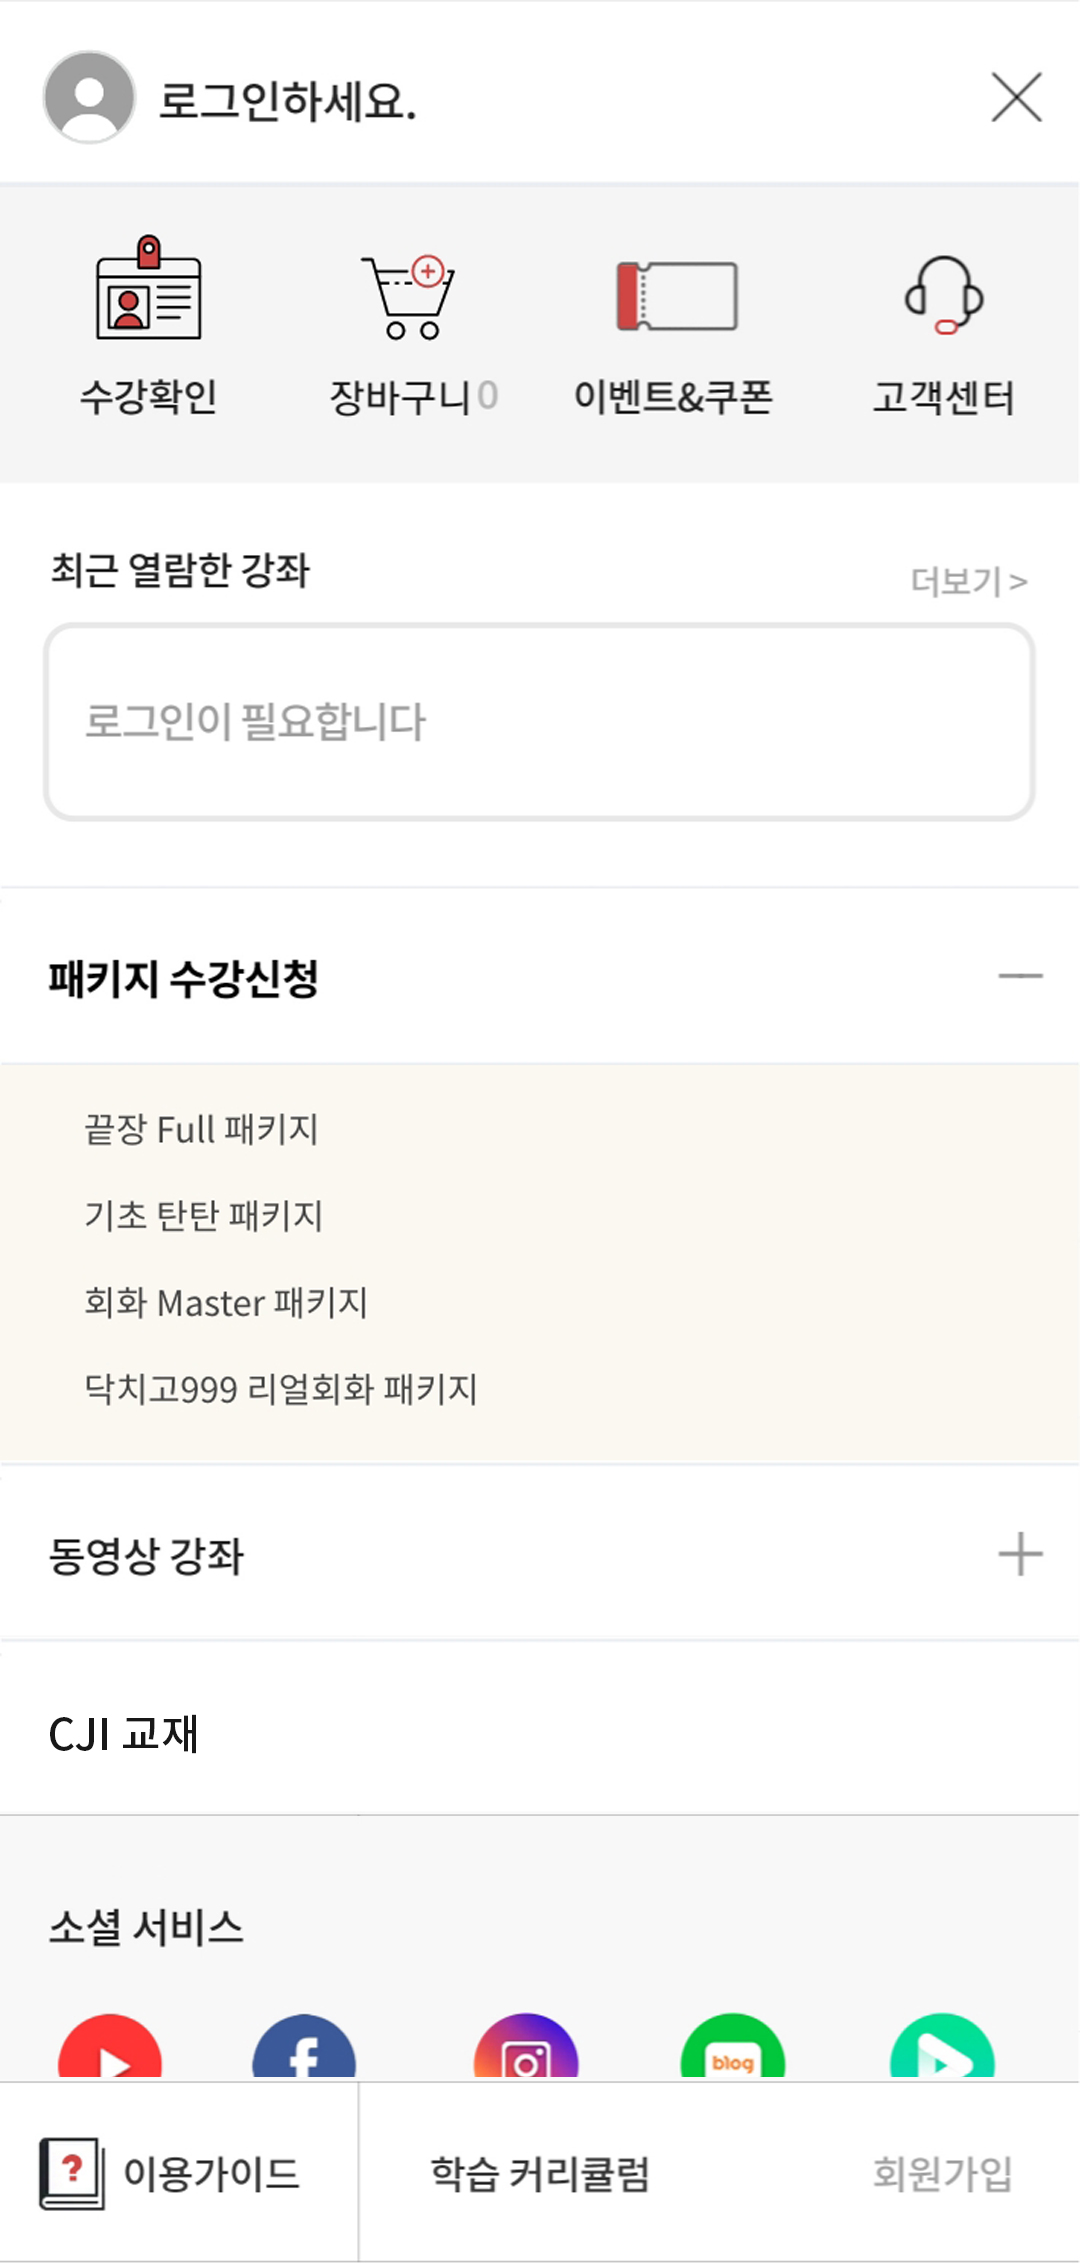 로그인하세요.
수강확인
장바구니 0
이벤트&쿠폰
고객센터
최근 열람한 강좌
더보기 >
로그인이 필요합니다
패키지 수강신청
끝장 Full 패키지
기초 탄탄 패키지
회화 Master 패키지
닥치고999 리얼회화 패키지
동영상 강좌
CJI 교재
소셜 서비스
blog
이용가이드
학습 커리큘럼
회원가입